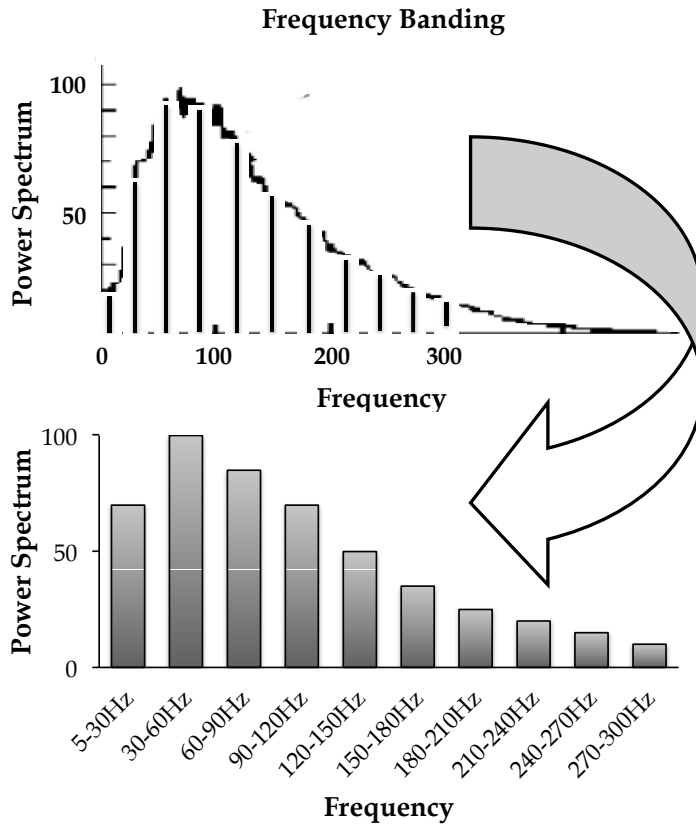 Frequency Banding
Power Spectrum
100
50
0
100
200
300
Frequency
Power Spectrum
100
50
0
5-30Hz
30-60Hz
60-90Hz
90-120Hz
120-150Hz
150-180Hz
180-210Hz
210-240Hz
240-270Hz
270-300Hz
Frequency